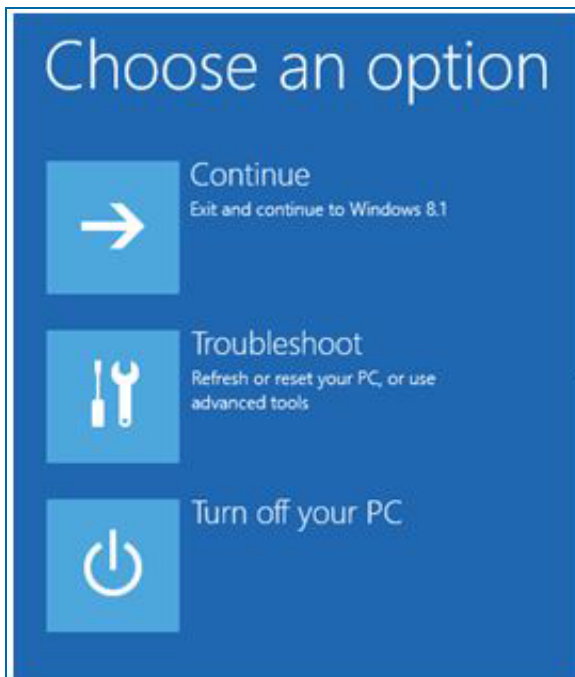 Choose an option
Continue
Exit and continue to Windows 8.1
Troubleshoot
Refresh or reset your PC, or use
advanced tools
Turn off your PC